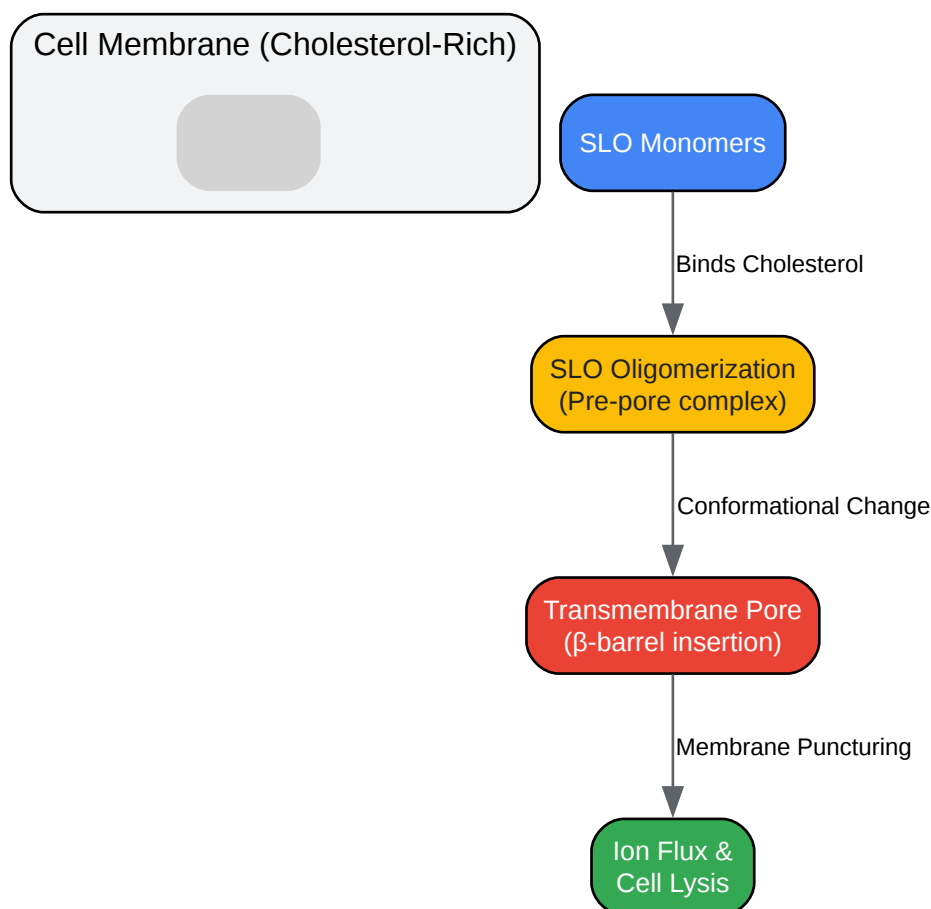 Cell Membrane (Cholesterol-Rich)
SLO Monomers
Binds Cholesterol
SLO Oligomerization
(Pre-pore complex)
Conformational Change
Transmembrane Pore
(β-barrel insertion)
Membrane Puncturing
Ion Flux &
Cell Lysis